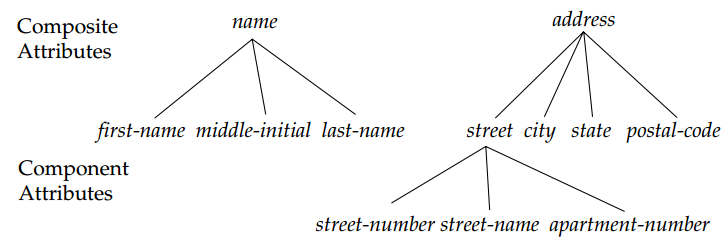 Composite
Attributes
name
address
first-name middle-initial last-name
street city state postal-code
Component
Attributes
street-number street-name apartment-number